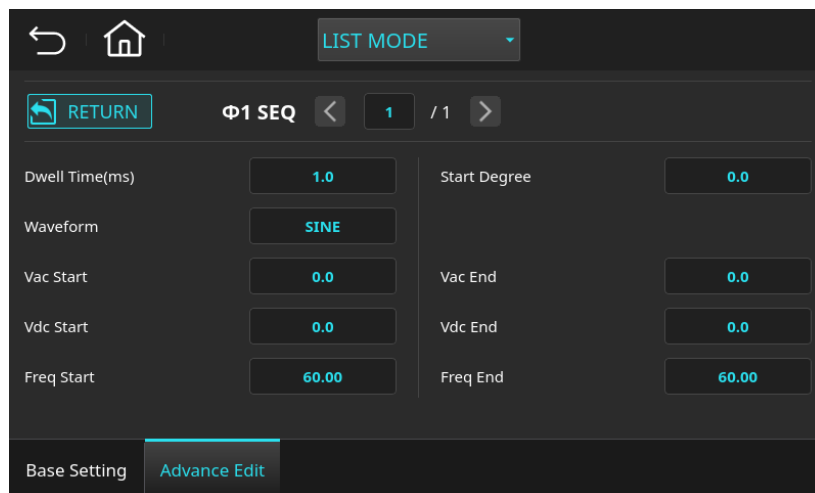 LIST MODE
RETURN Φ1 SEQ 1 / 1
Dwell Time(ms) 1.0 Start Degree 0.0
Waveform SINE
Vac Start 0.0 Vac End 0.0
Vdc Start 0.0 Vdc End 0.0
Freq Start 60.00 Freq End 60.00
Base Setting Advance Edit